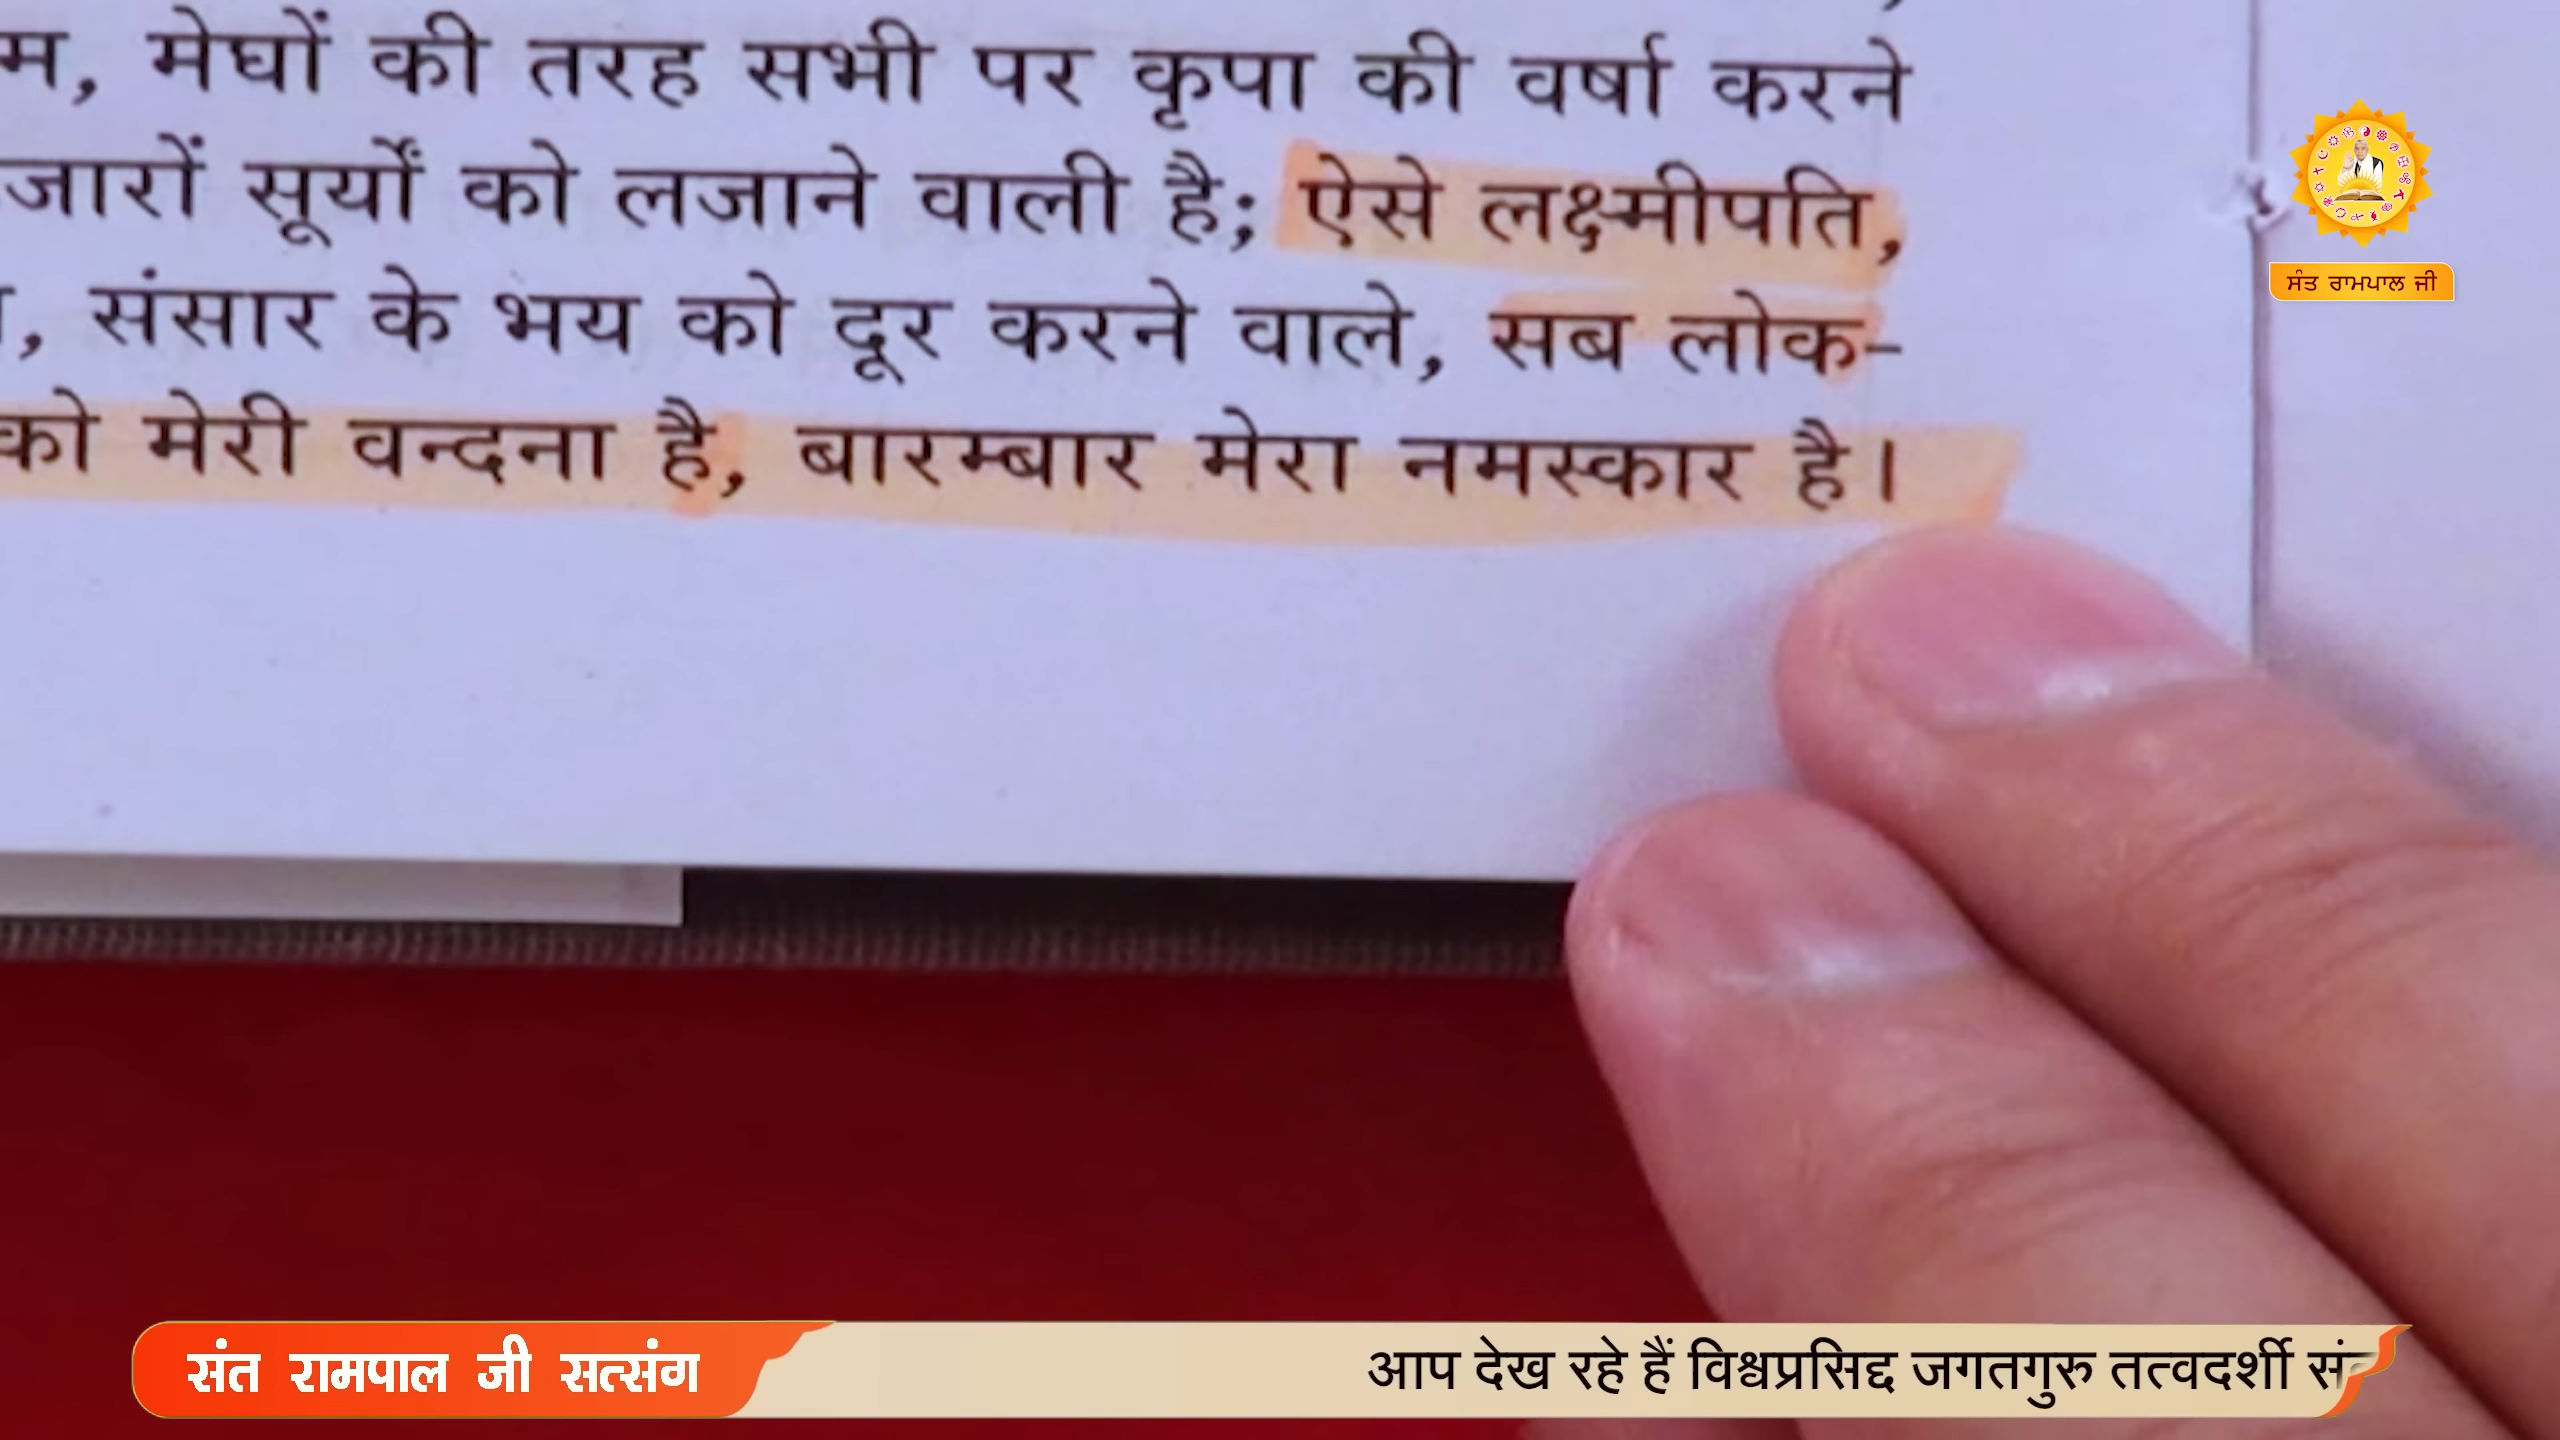 मेघों की तरह सभी पर कृपा की वर्षा करने
सूर्यों को लजाने वाली है; ऐसे लक्ष्मीपति,
संसार के भय को दूर करने वाले, सब लोक-
को मेरी वन्दना है, बारम्बार मेरा नमस्कार है।
ਸੰਤ ਰਾਮਪਾਲ ਜੀ
संत रामपाल जी सत्संग
आप देख रहे हैं विश्वप्रसिद्द जगतगुरु तत्वदर्शी